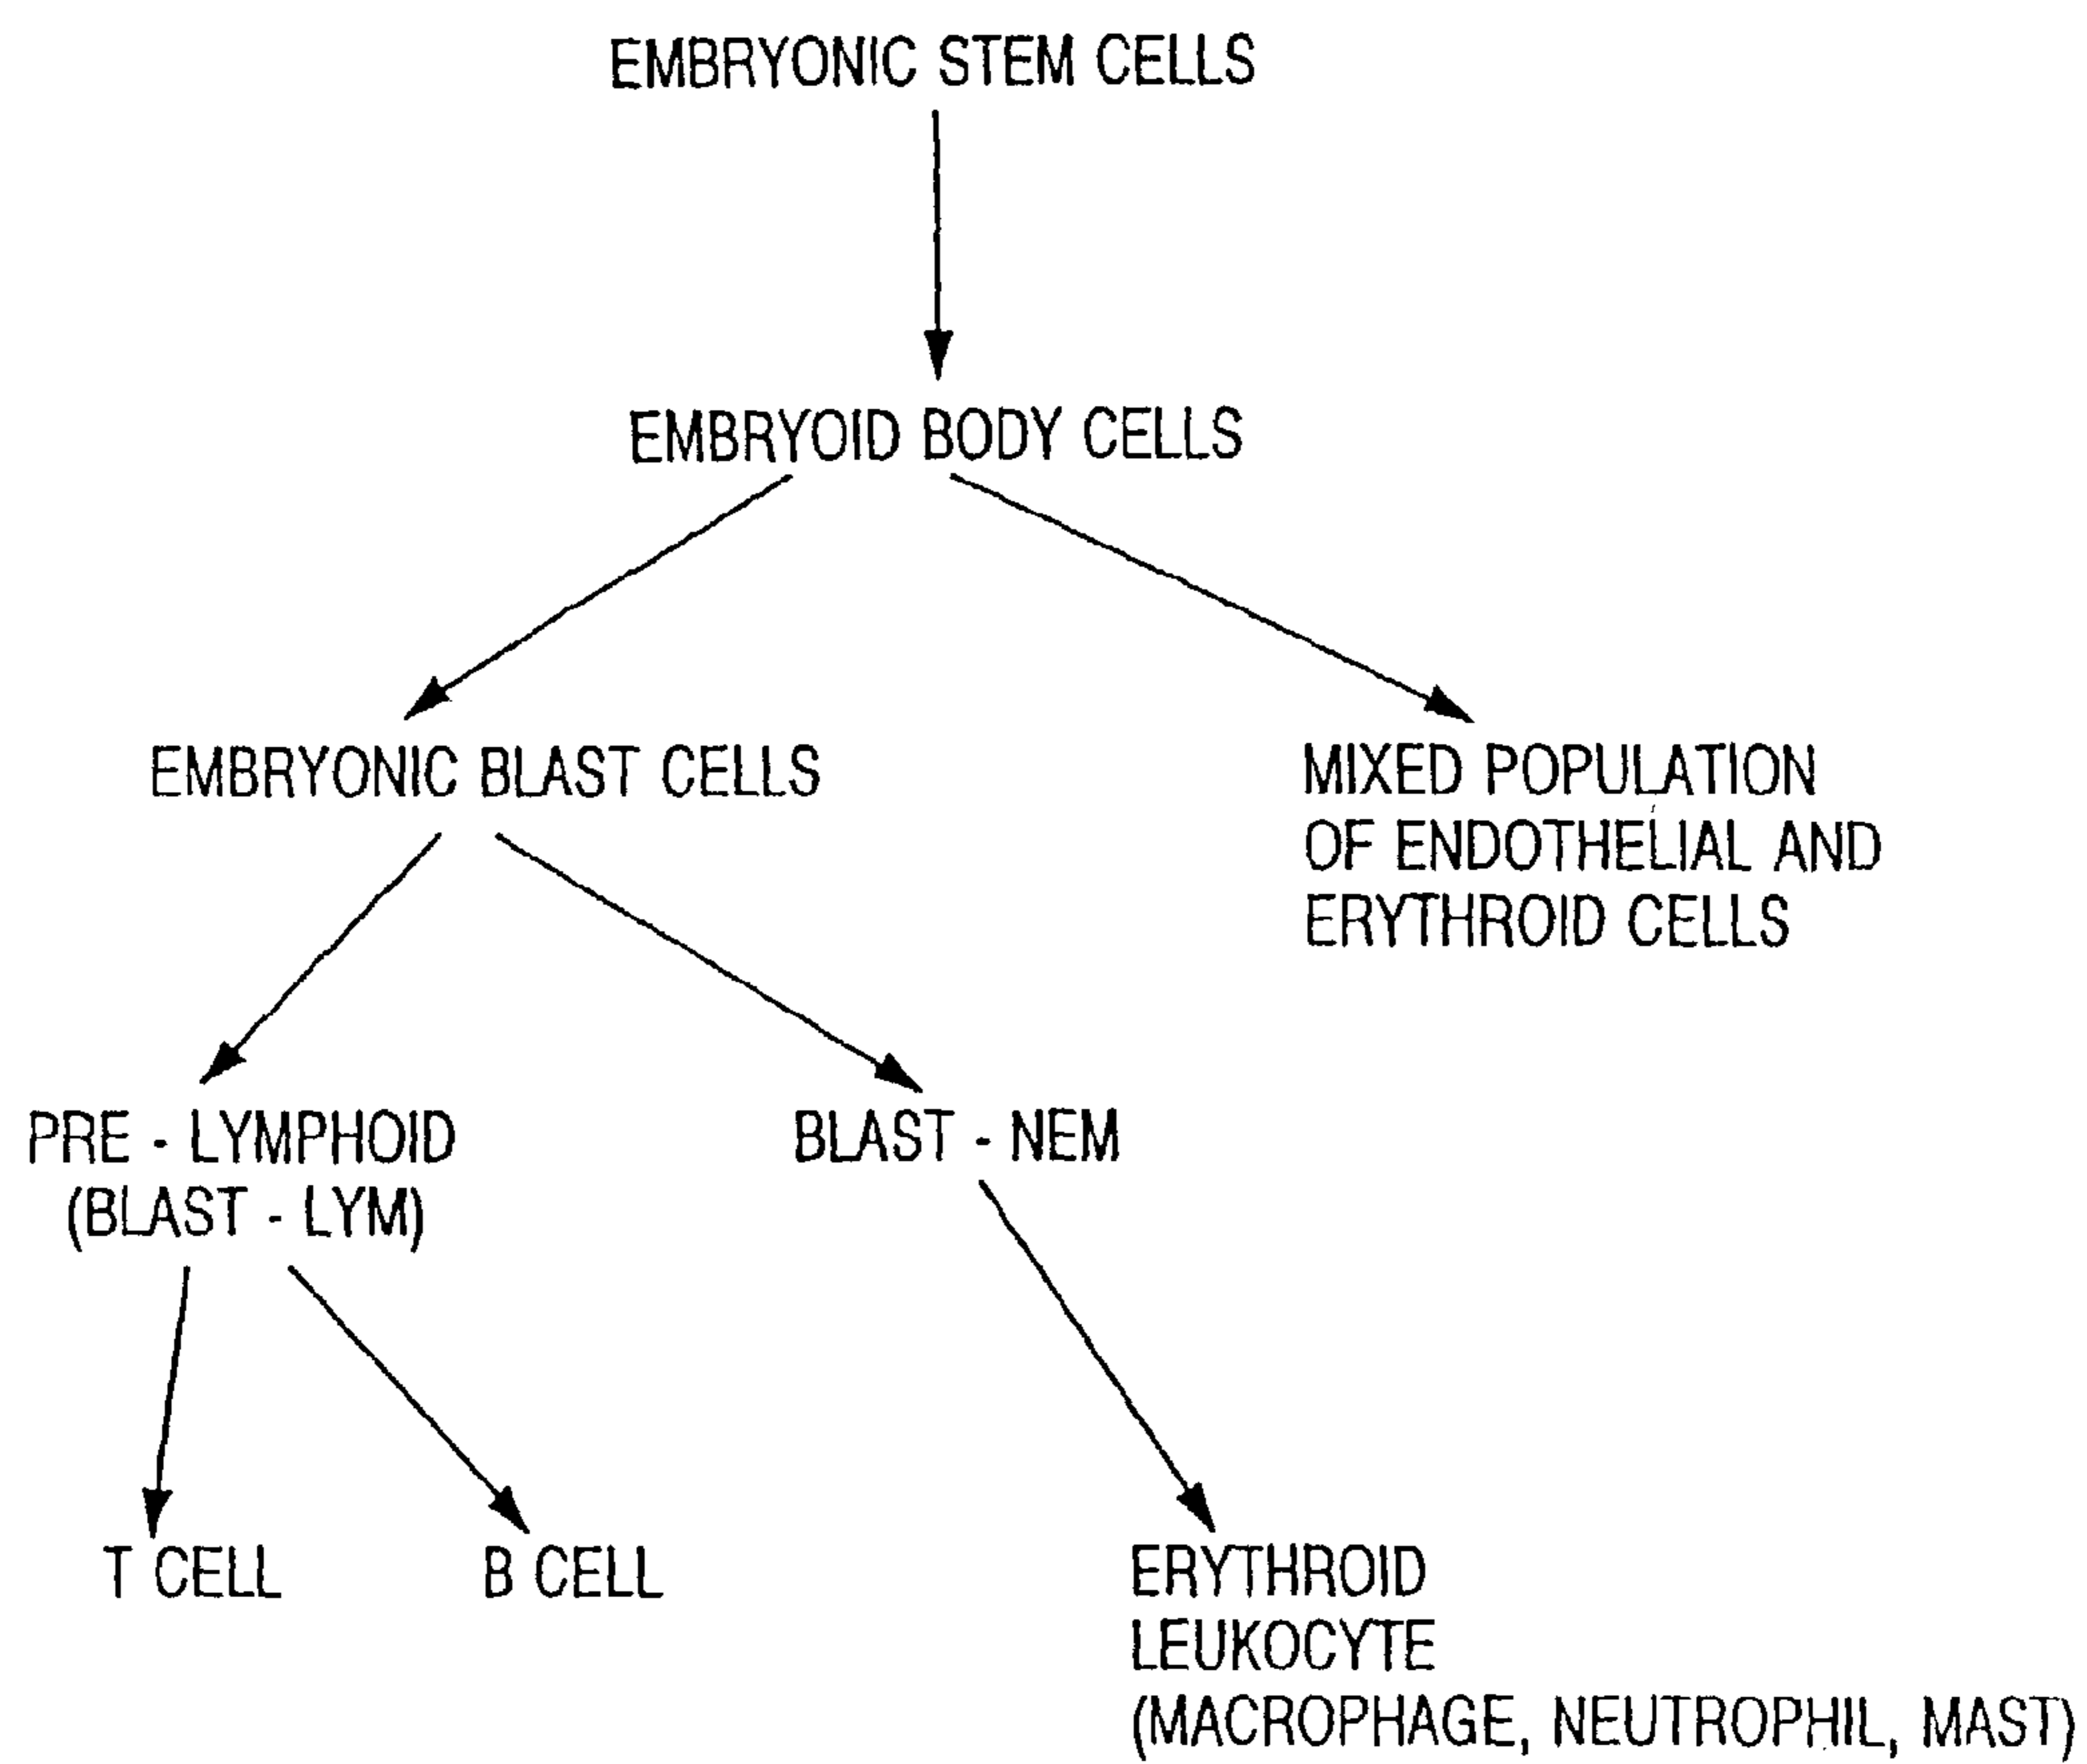 EMBRYONIC STEM CELLS
EMBRYOID BODY CELLS
EMBRYONIC BLAST CELLS
MIXED POPULATION
OF ENDOTHELIAL AND
ERYTHROID CELLS
PRE - LYMPHOID
(BLAST - LYM)
BLAST - NEM
T CELL
B CELL
ERYTHROID
LEUKOCYTE
(MACROPHAGE, NEUTROPHIL, MAST)